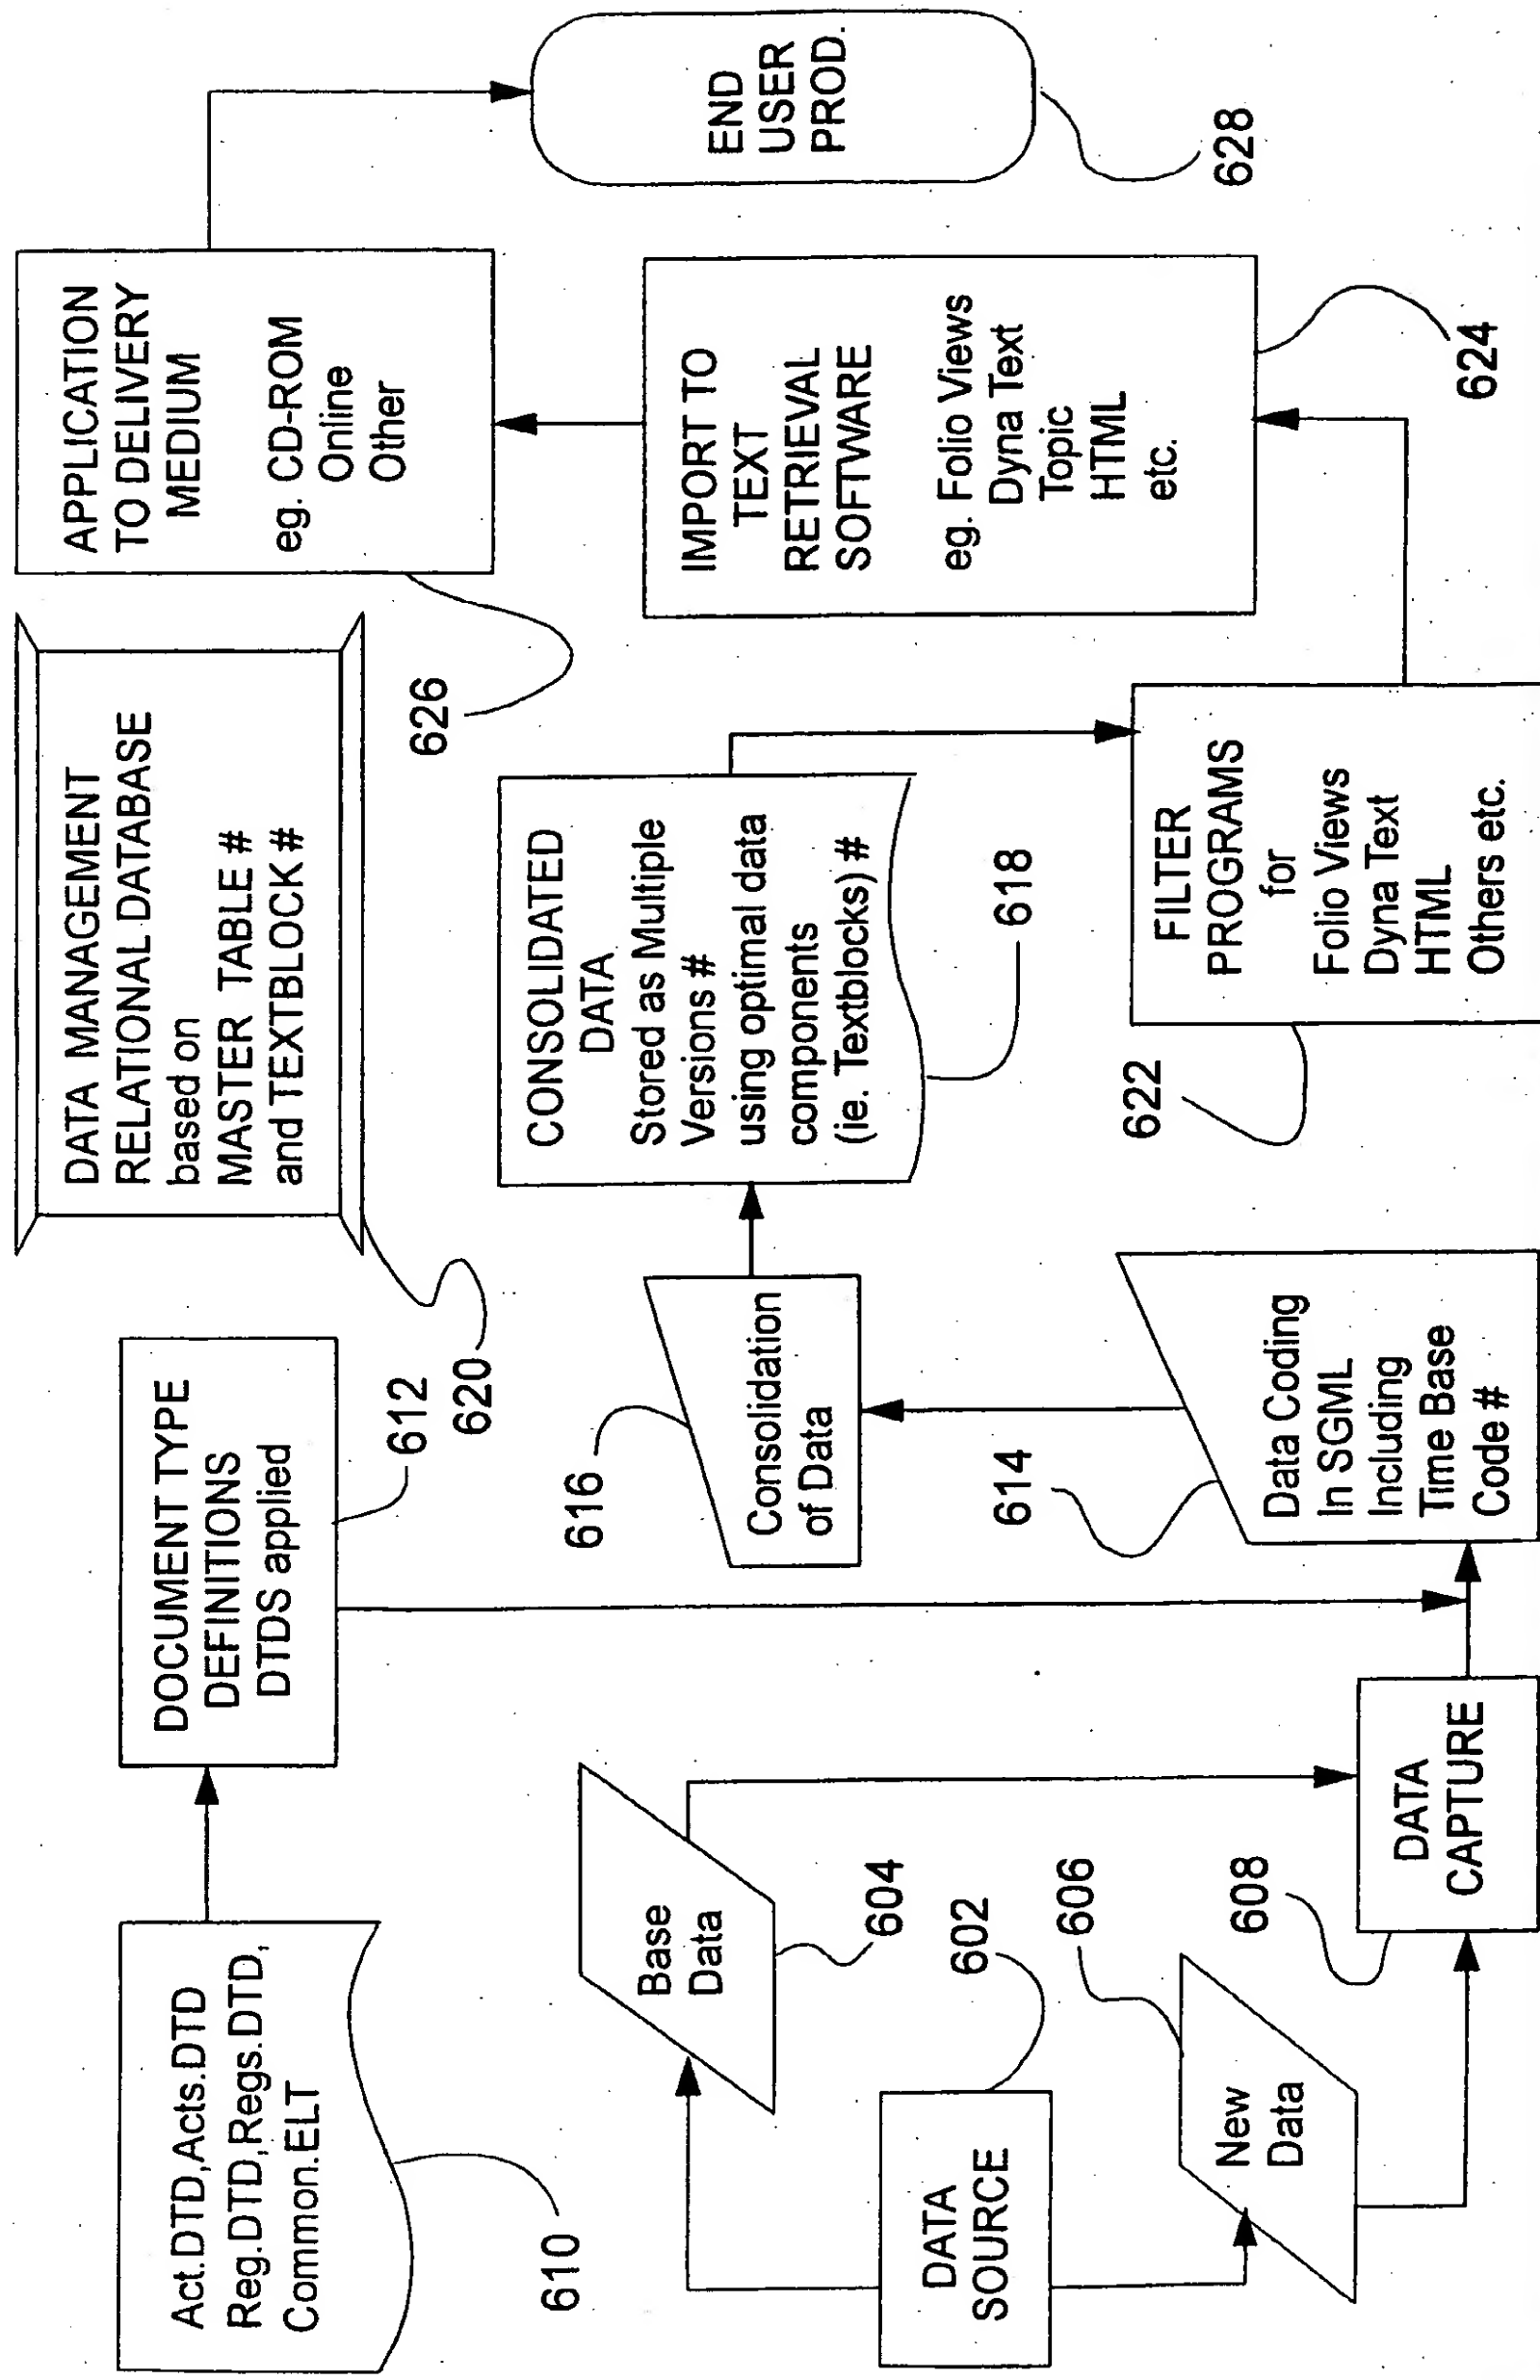 Act.DTD,Acts.DTD
Reg.DTD,Regs.DTD,
Common.ELT
610
DOCUMENT TYPE
DEFINITIONS
DTDS applied
612
DATA MANAGEMENT
RELATIONAL DATABASE
based on
MASTER TABLE #
and TEXTBLOCK #
620
APPLICATION
TO DELIVERY
MEDIUM
eg. CD-ROM
Online
Other
626
END
USER
PROD.
628
Base
Data
604
DATA
SOURCE
602
New
Data
606
DATA
CAPTURE
608
Data Coding
In SGML
Including
Time Base
Code #
614
Consolidation
of Data
616
CONSOLIDATED
DATA
Stored as Multiple
Versions #
using optimal data
components
(ie. Textblocks) #
618
FILTER
PROGRAMS
for
Folio Views
Dyna Text
HTML
Others etc.
622
IMPORT TO
TEXT
RETRIEVAL
SOFTWARE
eg. Folio Views
Dyna Text
Topic
HTML
etc.
624